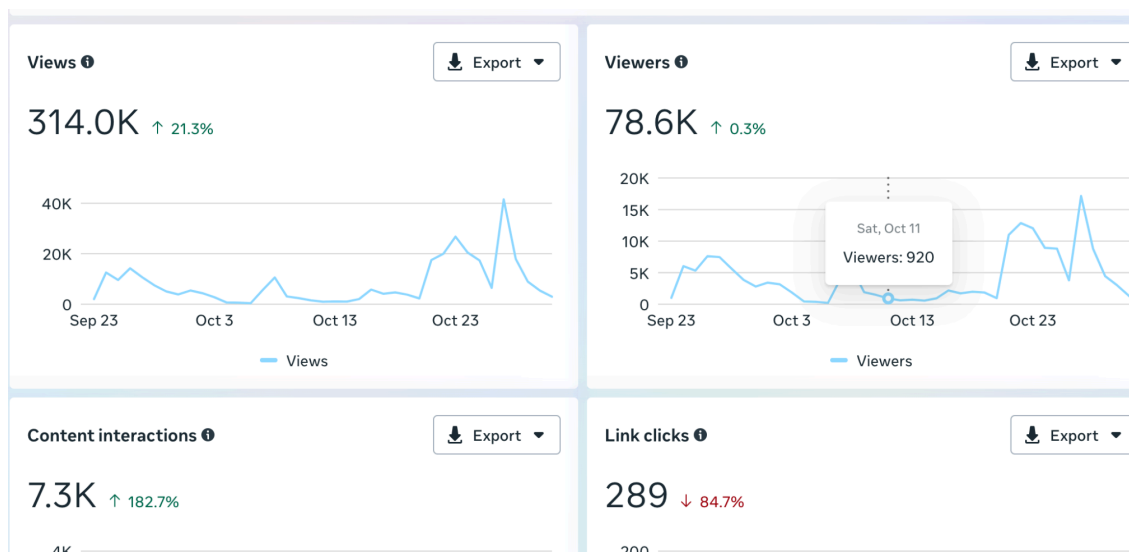 Views
Export
314.0K ↑ 21.3%
40K
20K
0
Sep 23
Oct 3
Oct 13
Oct 23
Views
Viewers
Export
78.6K ↑ 0.3%
20K
15K
10K
5K
0
Sat, Oct 11
Viewers: 920
Sep 23
Oct 3
Oct 13
Oct 23
Viewers
Content interactions
Export
7.3K ↑ 182.7%
4K
Link clicks
Export
289 ↓ 84.7%
200